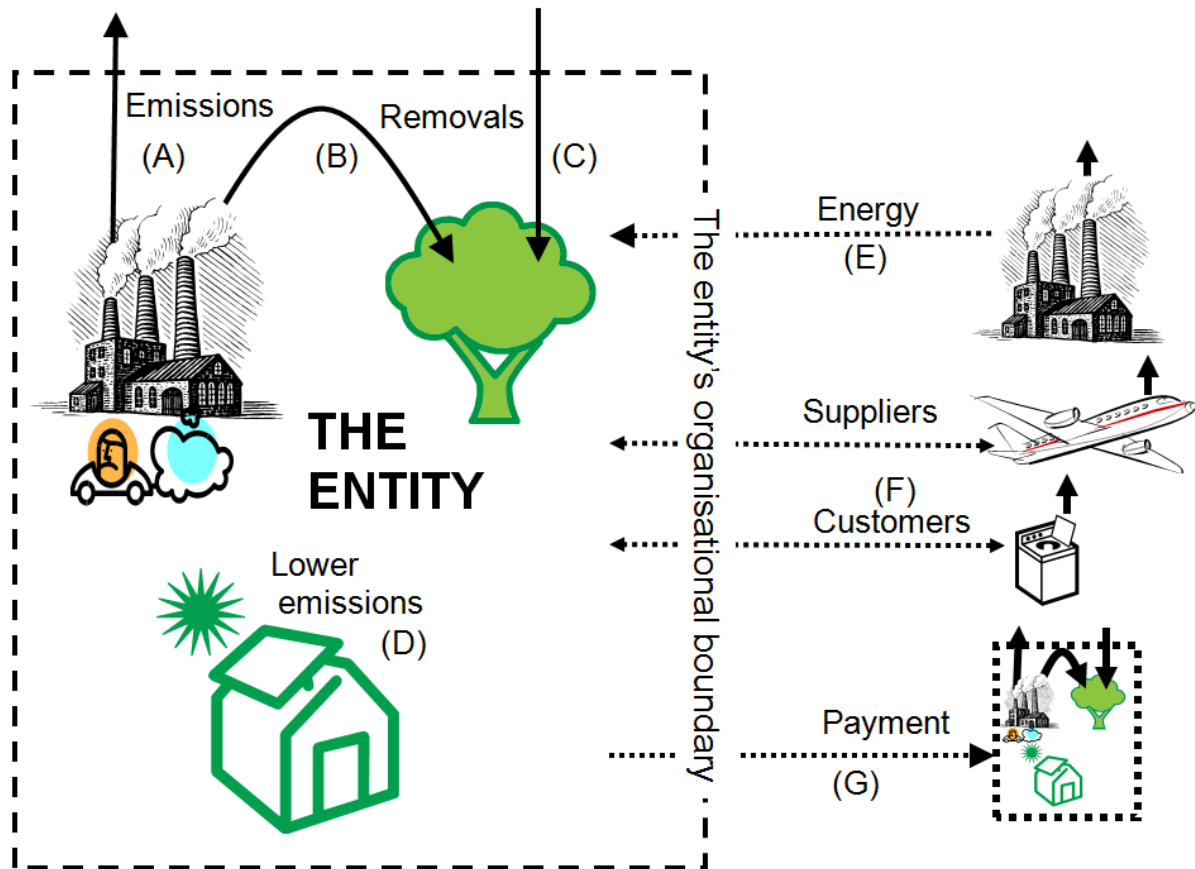 Emissions
(A)
(B)
Removals
(C)
THE
ENTITY
Lower
emissions
(D)
The entity's organisational boundary
Energy
(E)
Suppliers
(F)
Customers
Payment
(G)